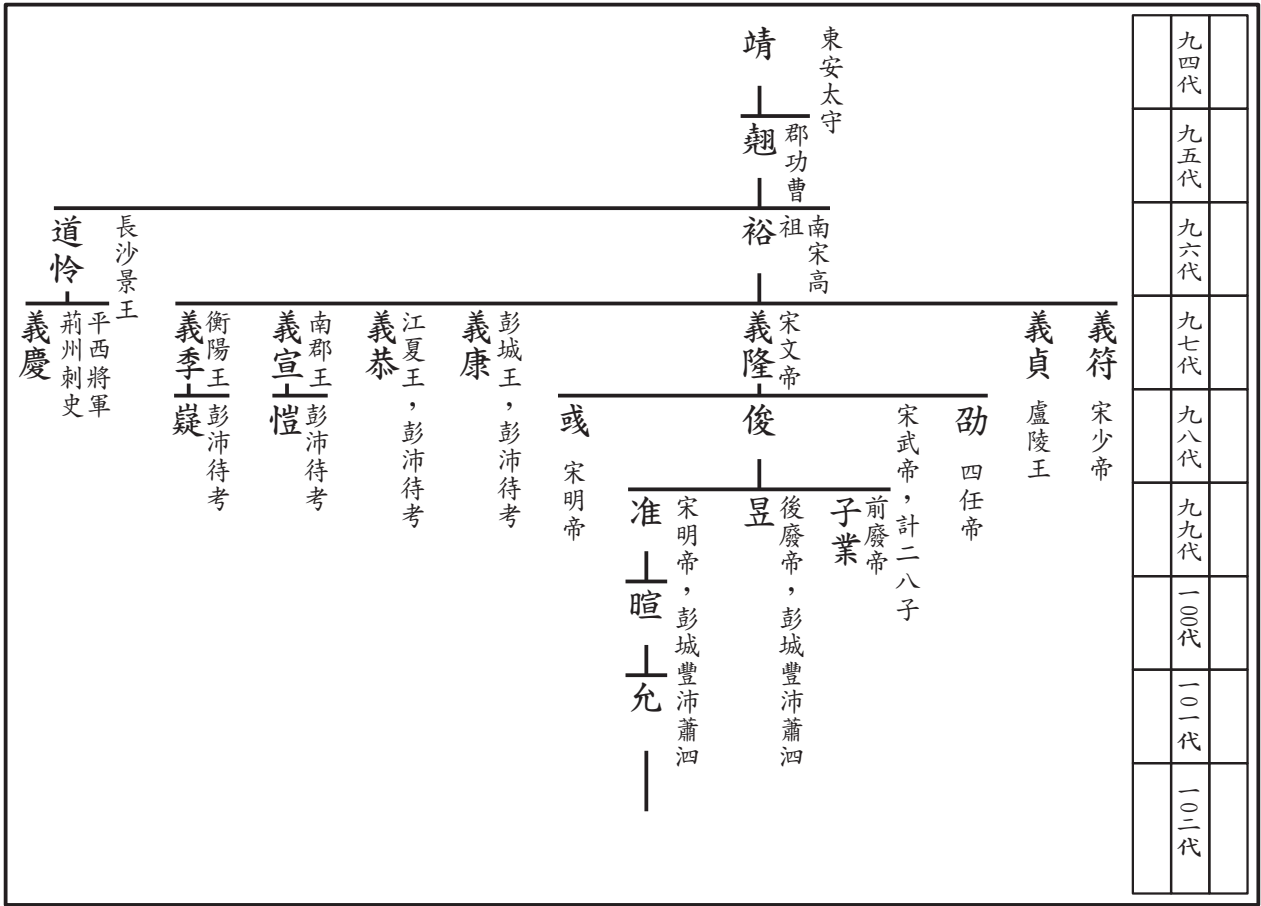 九四代
九五代
九六代
九七代
九八代
九九代
一00代
一0一代
一0二代
靖
東安太守
翹
郡功曹
裕
南宋高
祖
道怜
長沙景王
義符
宋少帝
義貞
盧陵王
義隆
宋文帝
義康
彭城王，彭沛待考
義恭
江夏王，彭沛待考
義宣
南郡王
義季
衡陽王
義慶
平西將軍
荊州刺史
劭
四任帝
俊
宋武帝，計二八子
彧
宋明帝
愷
彭沛待考
嶷
彭沛待考
子業
前廢帝
昱
後廢帝，彭城豐沛蕭泗
准
宋明帝，彭城豐沛蕭泗
暄
允